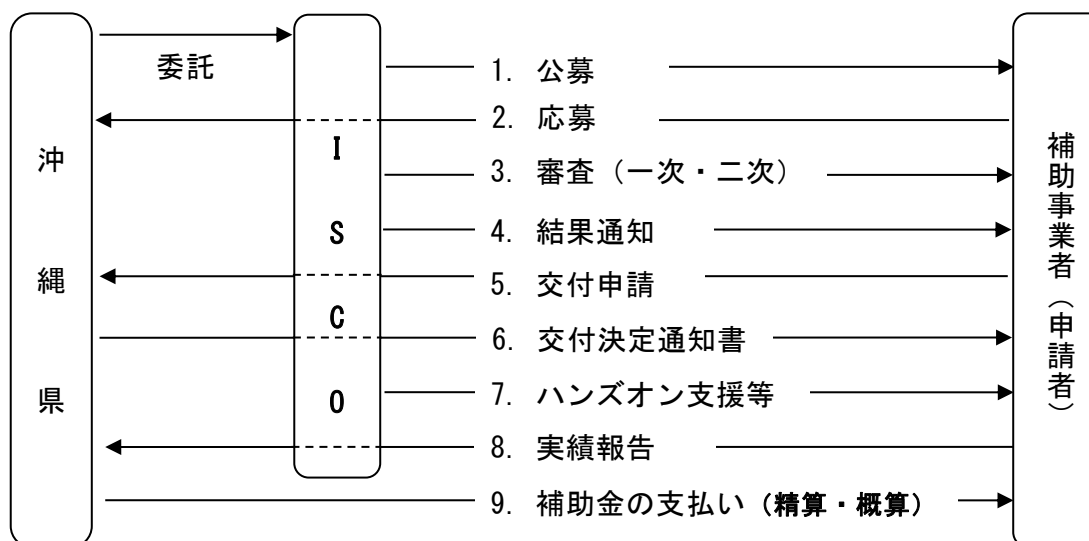 沖縄県
委託
ISCO
1. 公募
2. 応募
3. 審査（一次・二次）
4. 結果通知
5. 交付申請
6. 交付決定通知書
7. ハンズオン支援等
8. 実績報告
9. 補助金の支払い（精算・概算）
補助事業者（申請者）